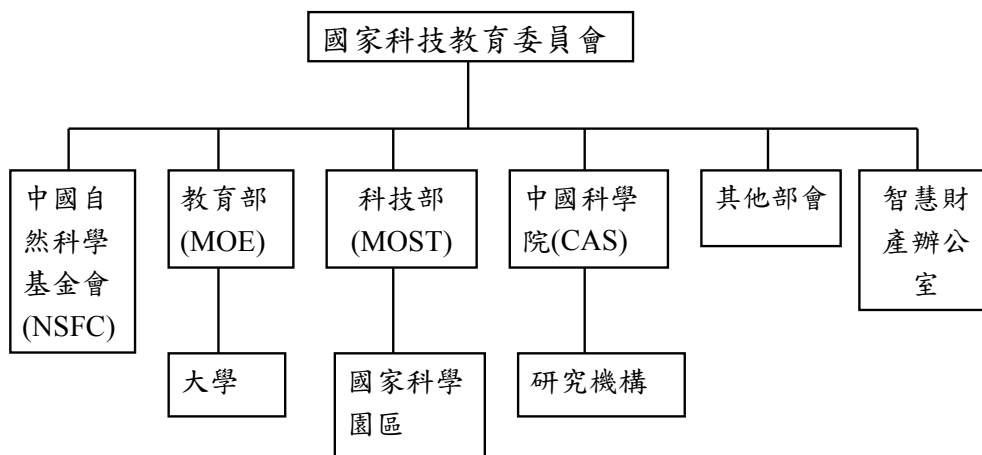 國家科技教育委員會
中國自
然科學
基金會
(NSFC)
教育部
(MOE)
科技部
(MOST)
中國科學
院(CAS)
其他部會
智慧財
產辦公
室
大學
國家科學
園區
研究機構